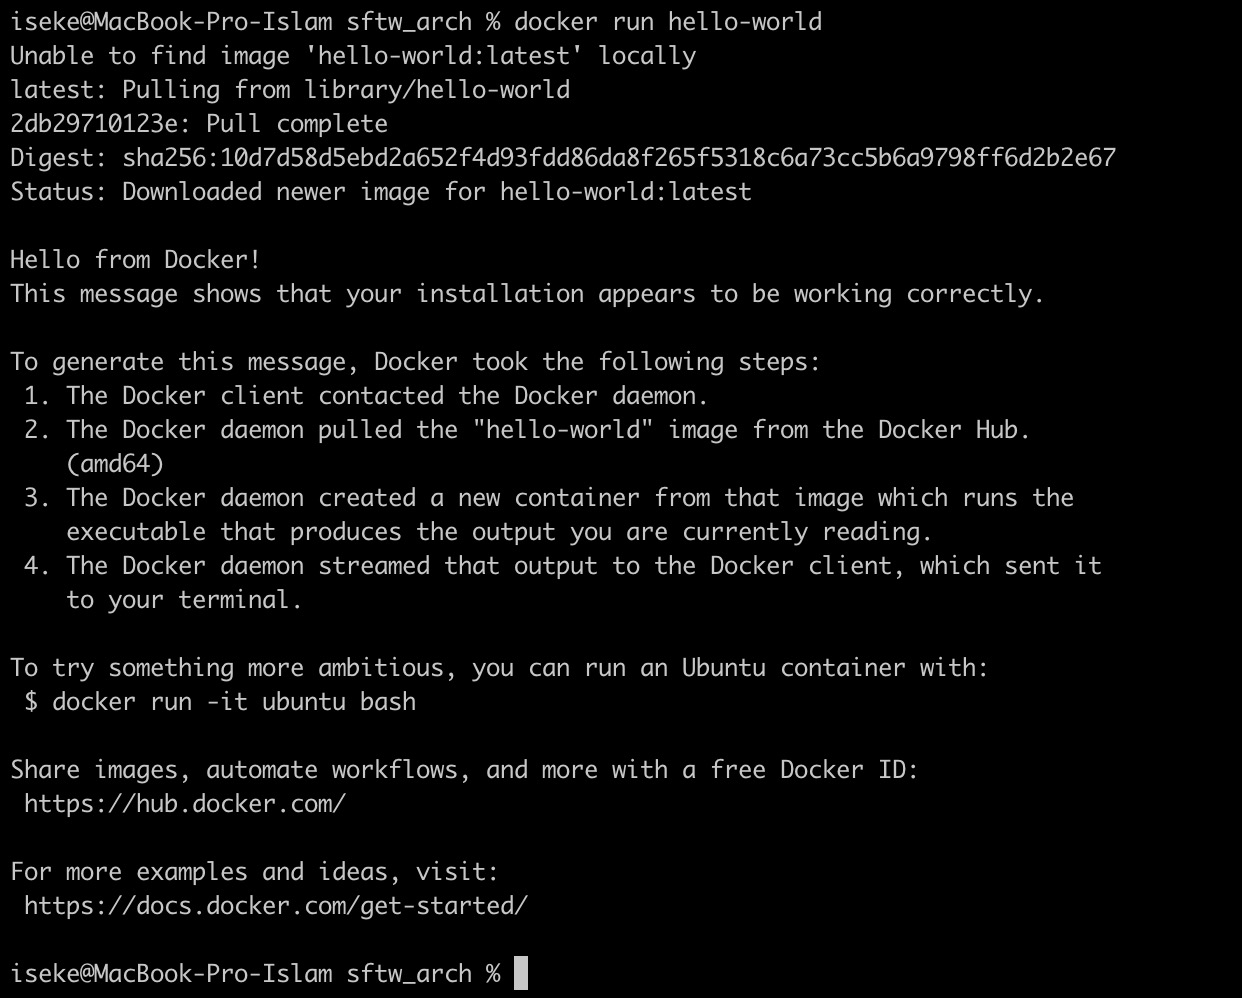 iseke@MacBook-Pro-Islam sftw_arch % docker run hello-world
Unable to find image 'hello-world:latest' locally
latest: Pulling from library/hello-world
2db29710123e: Pull complete
Digest: sha256:10d7d58d5ebd2a652f4d93fdd86da8f265f5318c6a73cc5b6a9798ff6d2b2e67
Status: Downloaded newer image for hello-world:latest

Hello from Docker!
This message shows that your installation appears to be working correctly.

To generate this message, Docker took the following steps:
 1. The Docker client contacted the Docker daemon.
 2. The Docker daemon pulled the "hello-world" image from the Docker Hub.
    (amd64)
 3. The Docker daemon created a new container from that image which runs the
    executable that produces the output you are currently reading.
 4. The Docker daemon streamed that output to the Docker client, which sent it
    to your terminal.

To try something more ambitious, you can run an Ubuntu container with:
 $ docker run -it ubuntu bash

Share images, automate workflows, and more with a free Docker ID:
 https://hub.docker.com/

For more examples and ideas, visit:
 https://docs.docker.com/get-started/

iseke@MacBook-Pro-Islam sftw_arch %